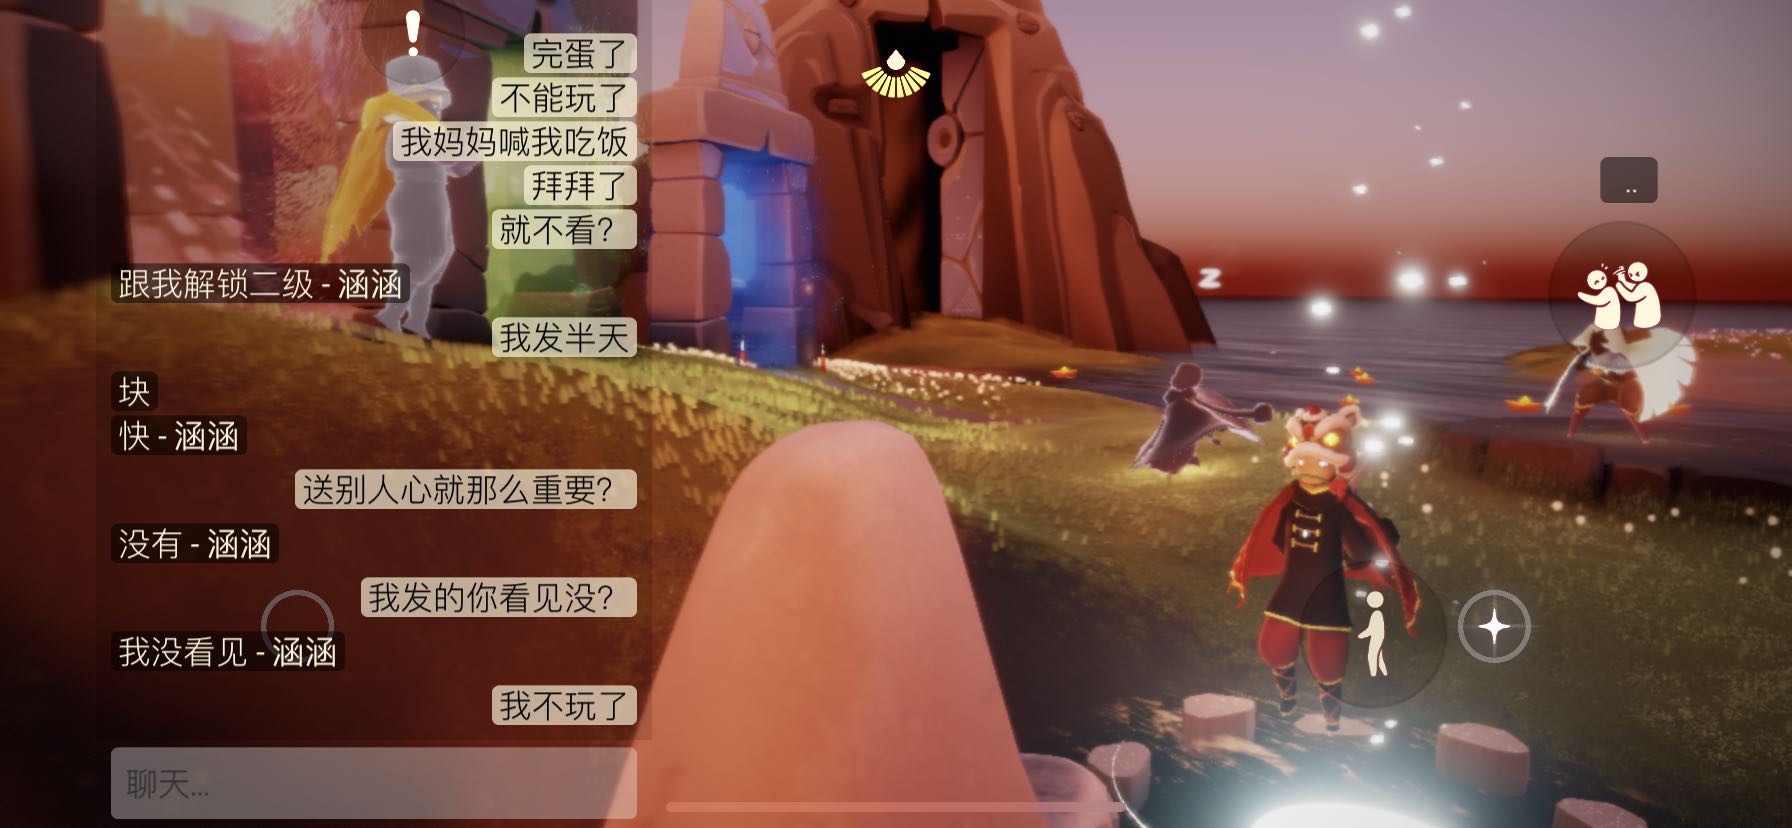 完蛋了
不能玩了
我妈妈喊我吃饭
拜拜了
就不看？
跟我解锁二级 - 涵涵
我发半天
块
快 - 涵涵
送别人心就那么重要？
没有 - 涵涵
我发的你看见没？
我没看见 - 涵涵
我不玩了
聊天...
..
z